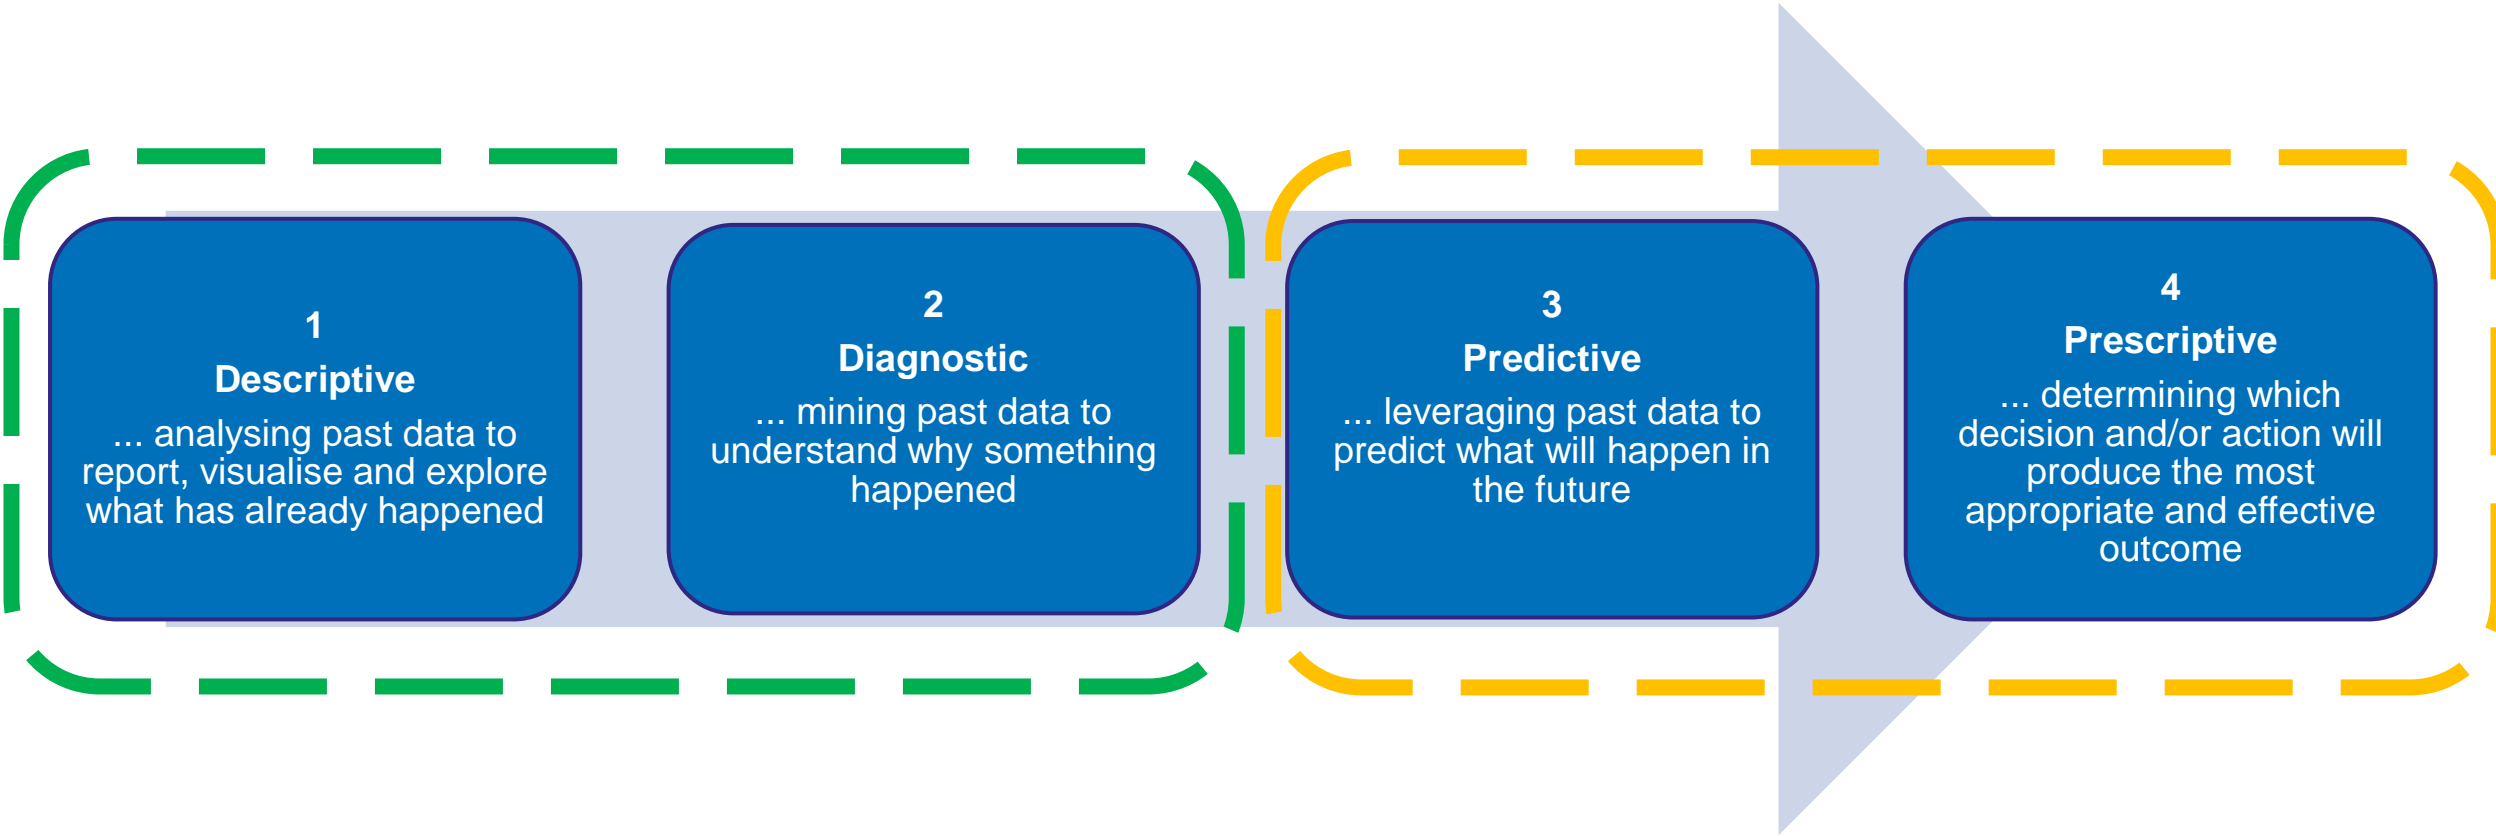 1
Descriptive
... analysing past data to
report, visualise and explore
what has already happened
2
Diagnostic
... mining past data to
understand why something
happened
3
Predictive
... leveraging past data to
predict what will happen in
the future
4
Prescriptive
... determining which
decision and/or action will
produce the most
appropriate and effective
outcome